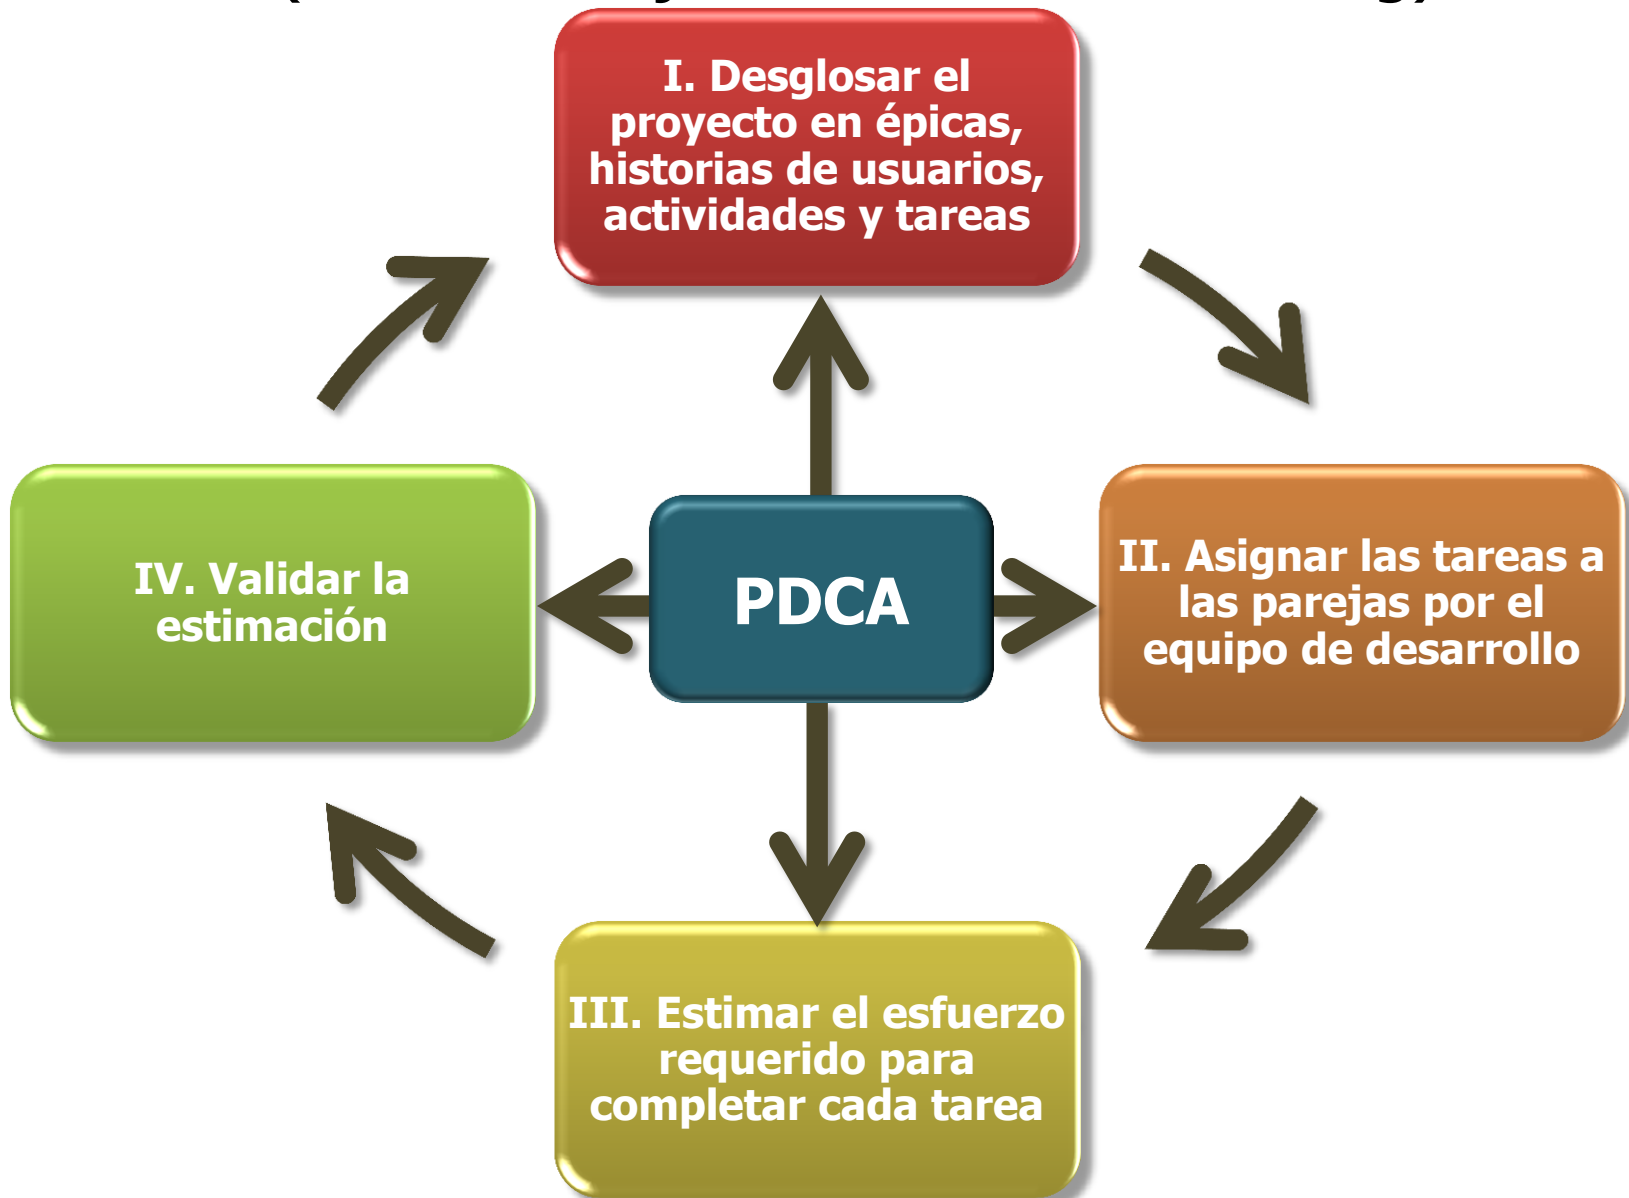 I. Desglosar el
proyecto en épicas,
historias de usuarios,
actividades y tareas
II. Asignar las tareas a
las parejas por el
equipo de desarrollo
PDCA
IV. Validar la
estimación
III. Estimar el esfuerzo
requerido para
completar cada tarea